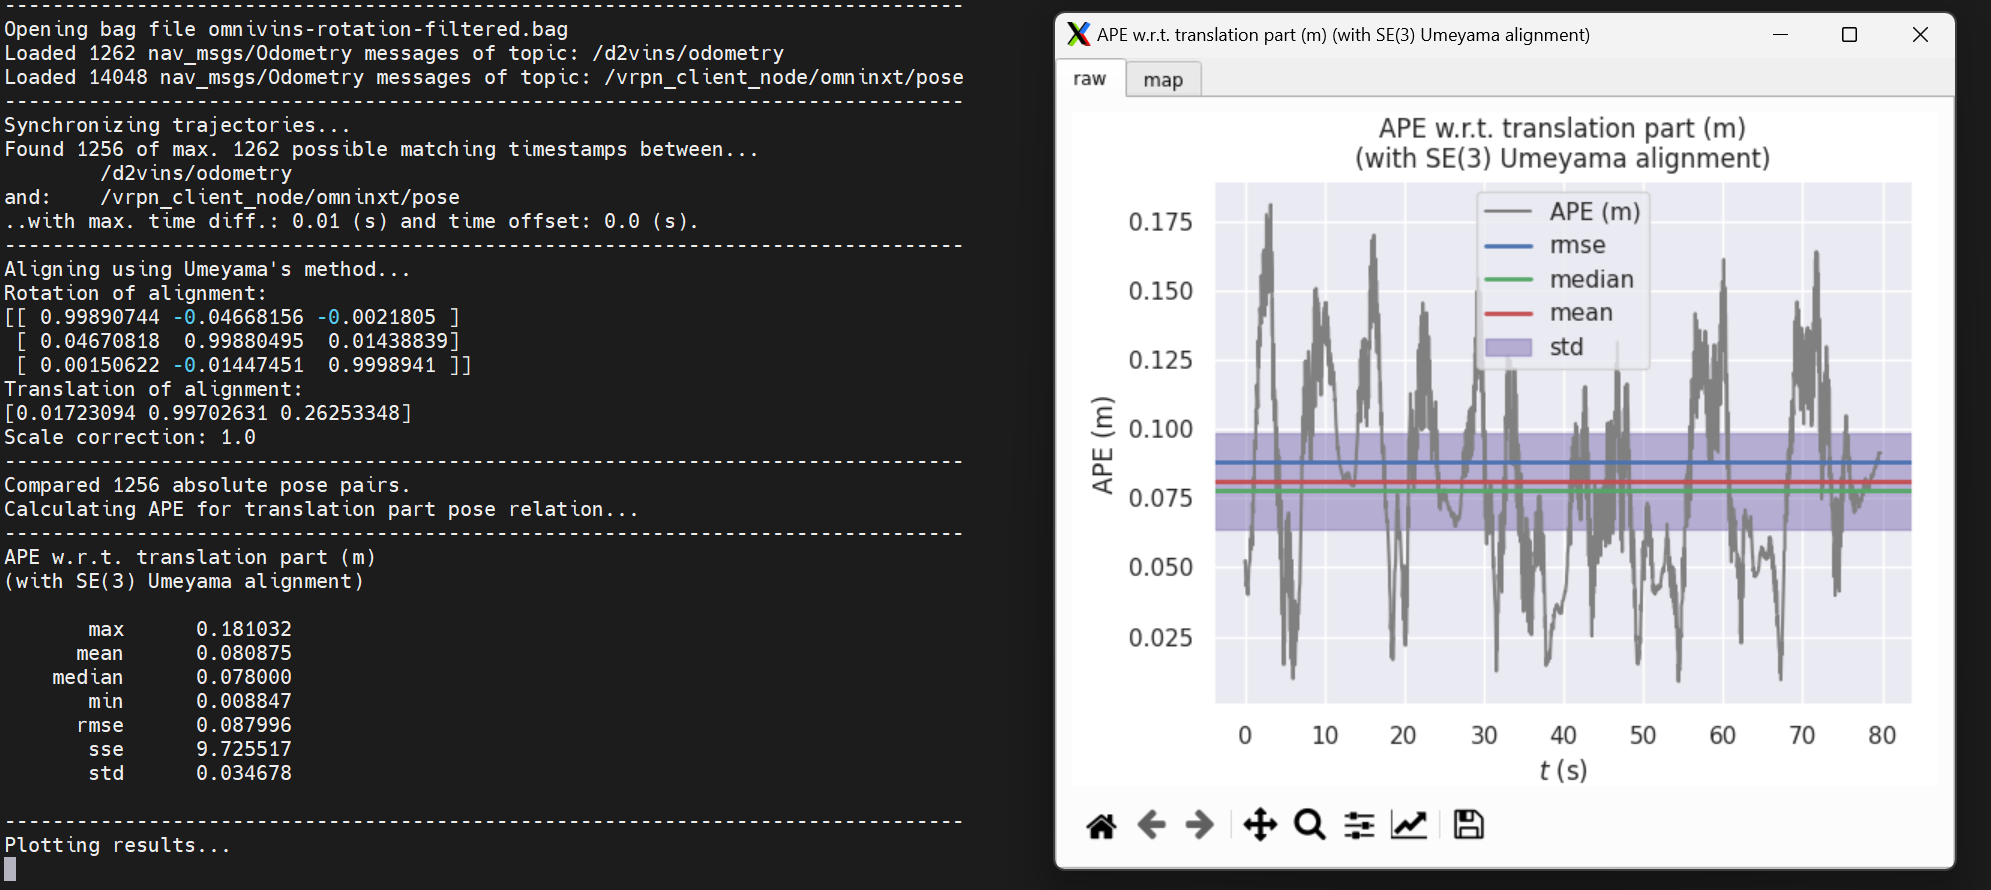 --------------------------------------------------------------------------------
Opening bag file omnivins-rotation-filtered.bag
Loaded 1262 nav_msgs/Odometry messages of topic: /d2vins/odometry
Loaded 14048 nav_msgs/Odometry messages of topic: /vrpn_client_node/omninxt/pose
--------------------------------------------------------------------------------
Synchronizing trajectories...
Found 1256 of max. 1262 possible matching timestamps between...
/d2vins/odometry
and: /vrpn_client_node/omninxt/pose
..with max. time diff.: 0.01 (s) and time offset: 0.0 (s).
--------------------------------------------------------------------------------
Aligning using Umeyama's method...
Rotation of alignment:
[[ 0.99890744 -0.04668156 -0.0021805 ]
[ 0.04670818 0.99880495 0.01438839]
[ 0.00150622 -0.01447451 0.9998941 ]]
Translation of alignment:
[0.01723094 0.99702631 0.26253348]
Scale correction: 1.0
--------------------------------------------------------------------------------
Compared 1256 absolute pose pairs.
Calculating APE for translation part pose relation...
--------------------------------------------------------------------------------
APE w.r.t. translation part (m)
(with SE(3) Umeyama alignment)
max 0.181032
mean 0.080875
median 0.078000
min 0.008847
rmse 0.087996
sse 9.725517
std 0.034678
--------------------------------------------------------------------------------
Plotting results...
APE w.r.t. translation part (m) (with SE(3) Umeyama alignment)
raw map
APE w.r.t. translation part (m)
(with SE(3) Umeyama alignment)
APE (m)
rmse
median
mean
std
0.175
0.150
0.125
0.100
0.075
0.050
0.025
APE (m)
0 10 20 30 40 50 60 70 80
t (s)